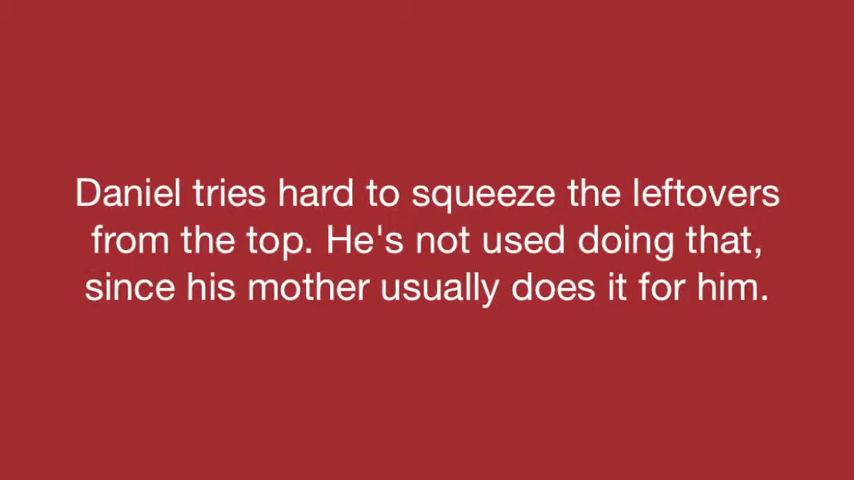 Daniel tries hard to squeeze the leftovers
from the top. He's not used doing that,
since his mother usually does it for him.